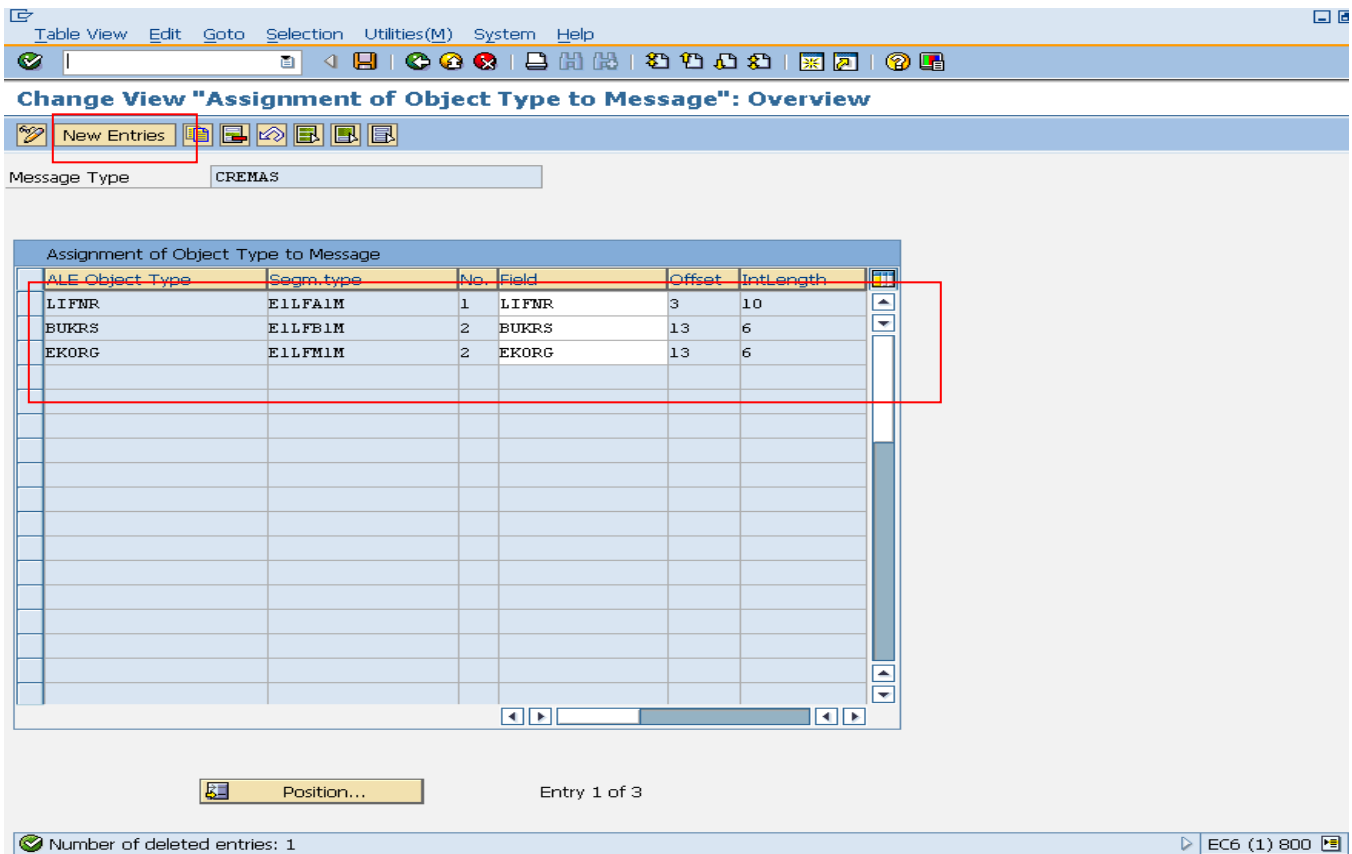 Table View Edit Goto Selection Utilities(M) System Help
Change View "Assignment of Object Type to Message": Overview
New Entries
Message Type CREMAS
Assignment of Object Type to Message
ALE Object Type Segm.type No. Field Offset IntLength
LIFNR E1LFA1M 1 LIFNR 3 10
BUKRS E1LFB1M 2 BUKRS 13 6
EKORG E1LFM1M 2 EKORG 13 6
Position... Entry 1 of 3
Number of deleted entries: 1 EC6 (1) 800